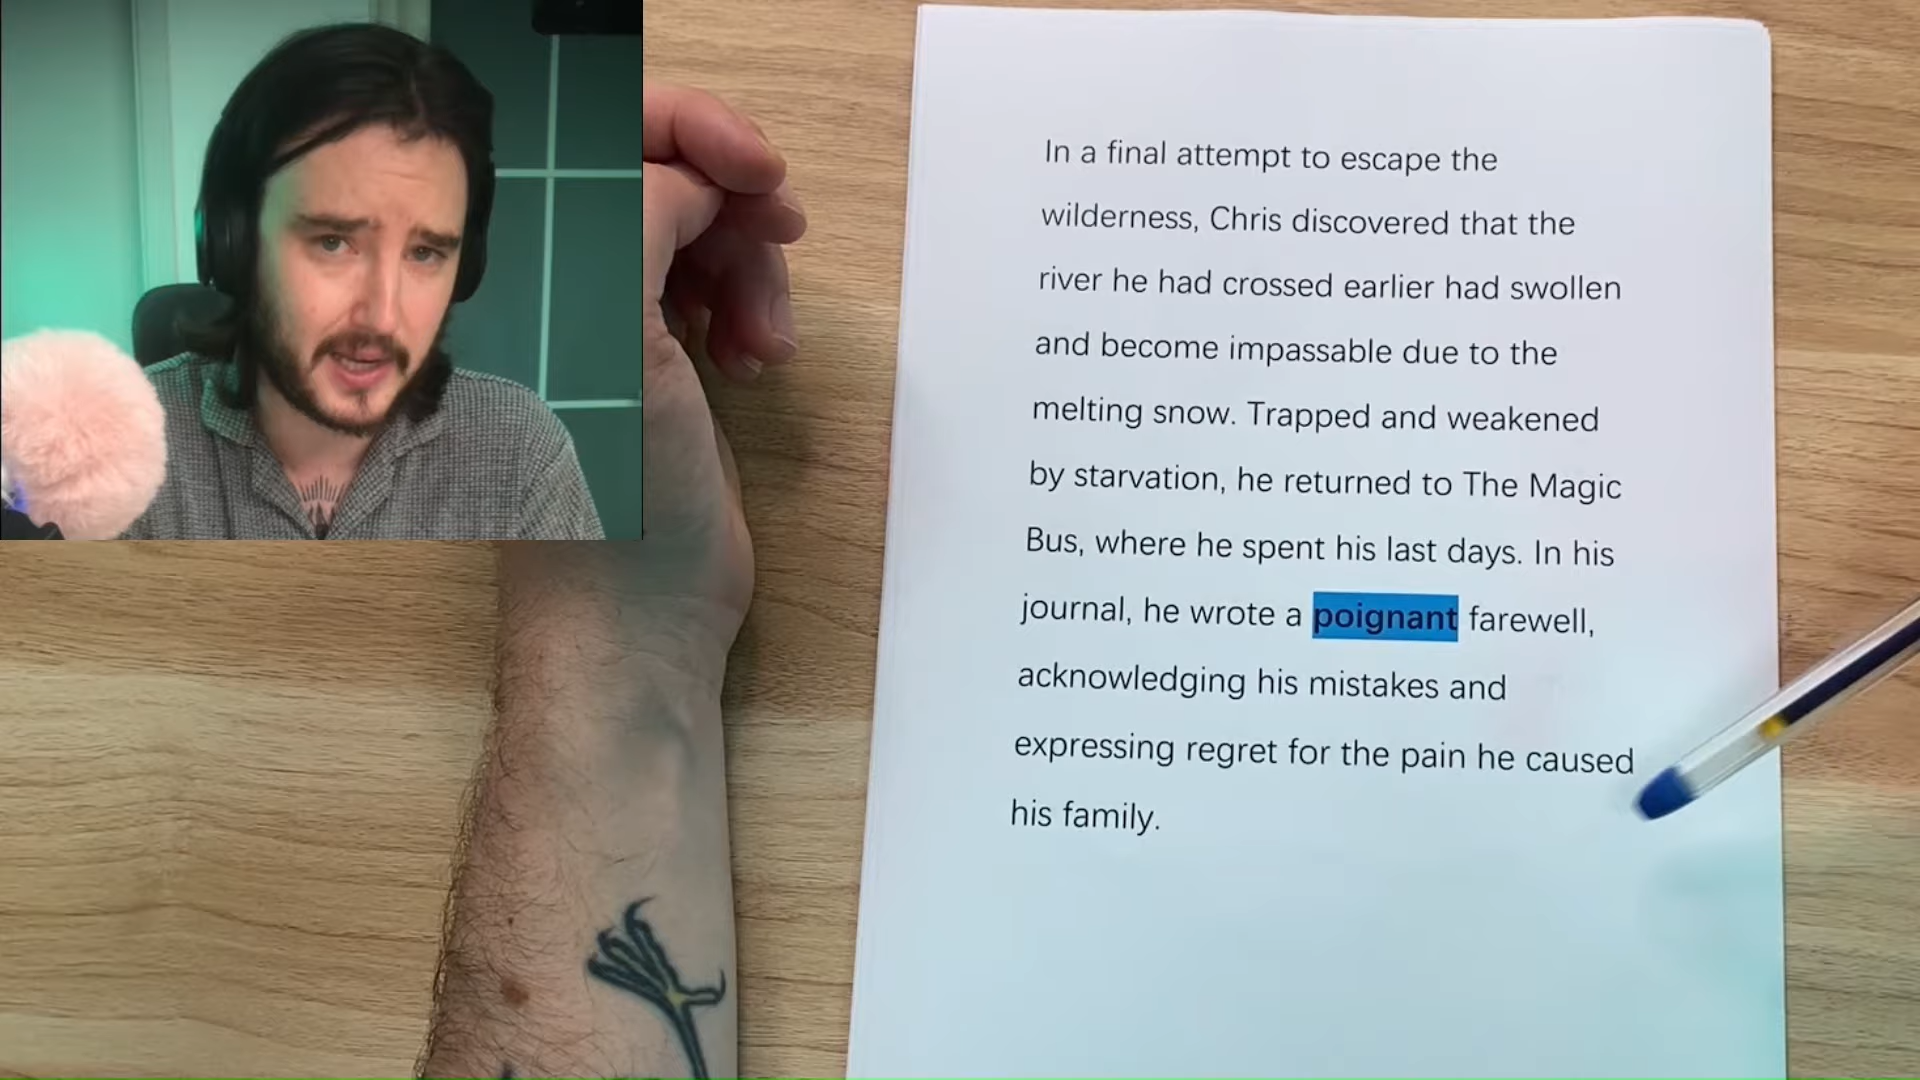 In a final attempt to escape the
wilderness, Chris discovered that the
river he had crossed earlier had swollen
and become impassable due to the
melting snow. Trapped and weakened
by starvation, he returned to The Magic
Bus, where he spent his last days. In his
journal, he wrote a poignant farewell,
acknowledging his mistakes and
expressing regret for the pain he caused
his family.